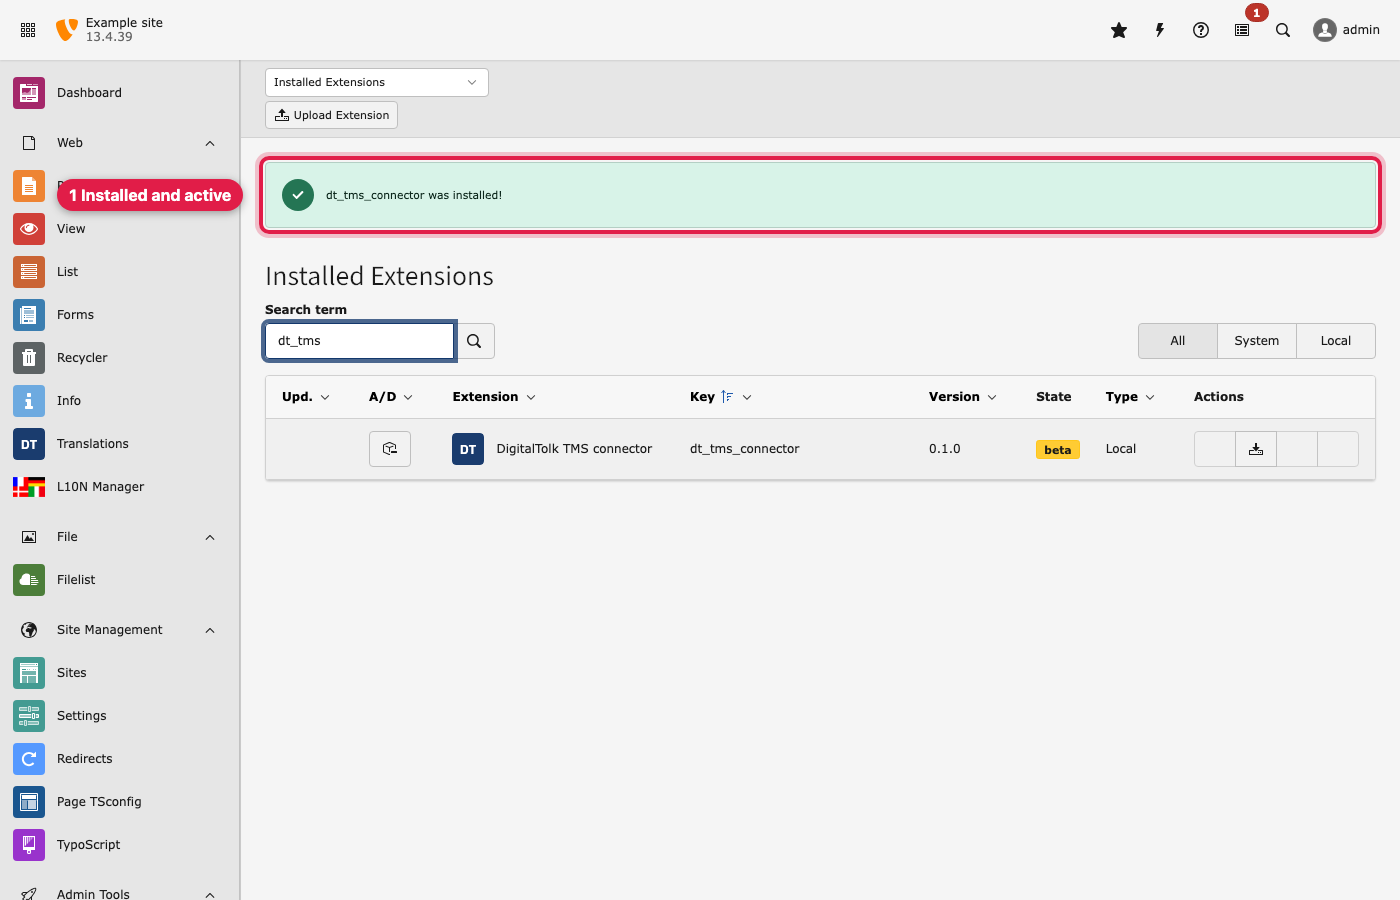 Example site
13.4.39
1
admin
Installed Extensions
Upload Extension
Dashboard
Web
1 Installed and active
View
List
Forms
Recycler
Info
DT
Translations
L10N Manager
File
Filelist
Site Management
Sites
Settings
Redirects
Page TSconfig
TypoScript
Admin Tools
dt_tms_connector was installed!
Installed Extensions
Search term
dt_tms
All System Local
Upd. A/D Extension Key Version State Type Actions
DT DigitalTolk TMS connector dt_tms_connector 0.1.0 beta Local